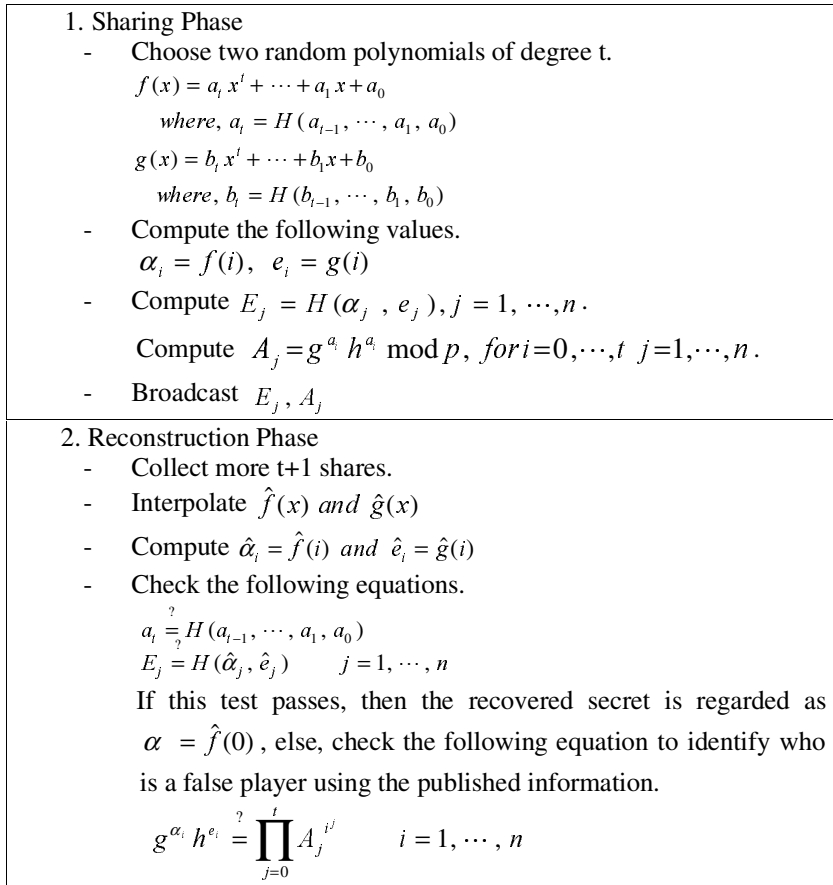 1. Sharing Phase
- Choose two random polynomials of degree t.
f(x) = a_t x^t + ··· + a_1 x + a_0
where, a_t = H(a_{t-1}, ···, a_1, a_0)
g(x) = b_t x^t + ··· + b_1 x + b_0
where, b_t = H(b_{t-1}, ···, b_1, b_0)
- Compute the following values.
α_i = f(i), e_i = g(i)
- Compute E_j = H(α_j , e_j), j = 1, ···, n.
Compute A_j = g^{a_i} h^{a_i} mod p, for i=0,···,t j=1,···,n.
- Broadcast E_j, A_j
2. Reconstruction Phase
- Collect more t+1 shares.
- Interpolate f̂(x) and ĝ(x)
- Compute α̂_i = f̂(i) and ê_i = ĝ(i)
- Check the following equations.
a_t ?= H(a_{t-1}, ···, a_1, a_0)
E_j ?= H(α̂_j, ê_j) j = 1, ···, n
If this test passes, then the recovered secret is regarded as
α = f̂(0), else, check the following equation to identify who
is a false player using the published information.
g^{α_i} h^{e_i} ?= ∏_{j=0}^{t} A_j^{i^j} i = 1, ···, n